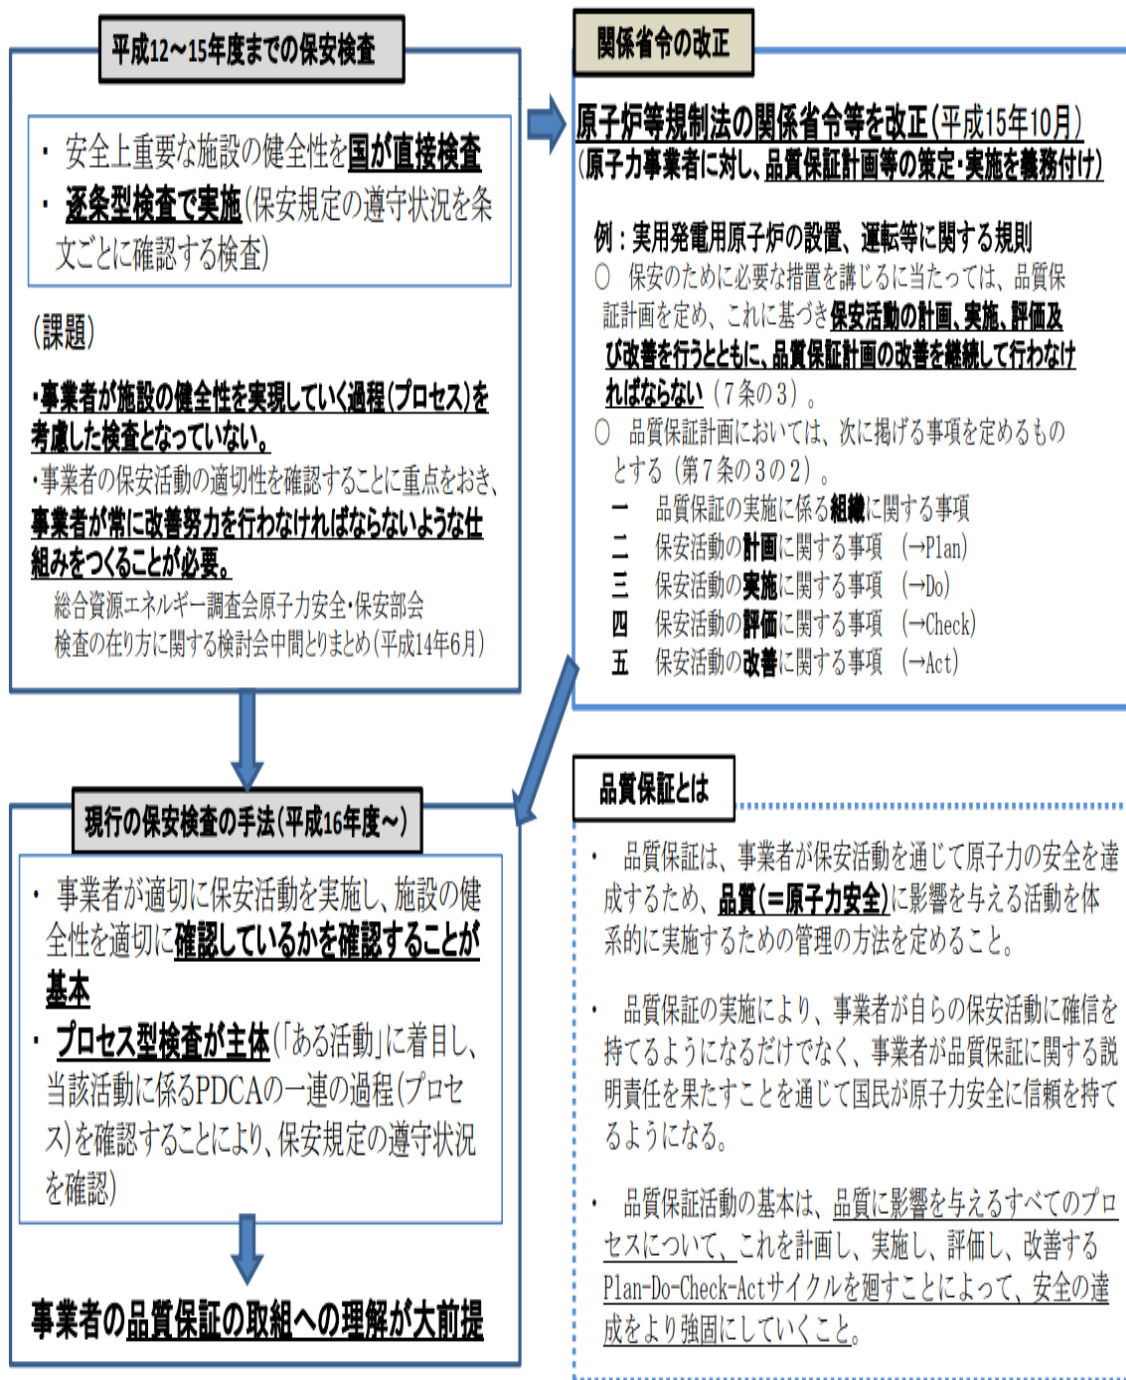 平成12～15年度までの保安検査
・ 安全上重要な施設の健全性を国が直接検査
・ 逐条型検査で実施(保安規定の遵守状況を条
文ごとに確認する検査)
(課題)
・事業者が施設の健全性を実現していく過程(プロセス)を
考慮した検査となっていない。
・事業者の保安活動の適切性を確認することに重点をおき、
事業者が常に改善努力を行わなければならないような仕
組みをつくることが必要。
総合資源エネルギー調査会原子力安全・保安部会
検査の在り方に関する検討会中間とりまとめ(平成14年6月)
関係省令の改正
原子炉等規制法の関係省令等を改正(平成15年10月)
(原子力事業者に対し、品質保証計画等の策定・実施を義務付け)
例：実用発電用原子炉の設置、運転等に関する規則
○ 保安のために必要な措置を講じるに当たっては、品質保
証計画を定め、これに基づき保安活動の計画、実施、評価及
び改善を行うとともに、品質保証計画の改善を継続して行わなけ
ればならない（7条の3）。
○ 品質保証計画においては、次に掲げる事項を定めるもの
とする（第7条の3の2）。
一 品質保証の実施に係る組織に関する事項
二 保安活動の計画に関する事項 (→Plan)
三 保安活動の実施に関する事項 (→Do)
四 保安活動の評価に関する事項 (→Check)
五 保安活動の改善に関する事項 (→Act)
現行の保安検査の手法(平成16年度～)
・ 事業者が適切に保安活動を実施し、施設の健
全性を適切に確認しているかを確認することが
基本
・ プロセス型検査が主体(「ある活動」に着目し、
当該活動に係るPDCAの一連の過程(プロセ
ス)を確認することにより、保安規定の遵守状況
を確認)
事業者の品質保証の取組への理解が大前提
品質保証とは
・ 品質保証は、事業者が保安活動を通じて原子力の安全を達
成するため、品質(＝原子力安全)に影響を与える活動を体
系的に実施するための管理の方法を定めること。
・ 品質保証の実施により、事業者が自らの保安活動に確信を
持てるようになるだけでなく、事業者が品質保証に関する説
明責任を果たすことを通じて国民が原子力安全に信頼を持て
るようになる。
・ 品質保証活動の基本は、品質に影響を与えるすべてのプロ
セスについて、これを計画し、実施し、評価し、改善する
Plan-Do-Check-Actサイクルを廻すことによって、安全の達
成をより強固にしていくこと。